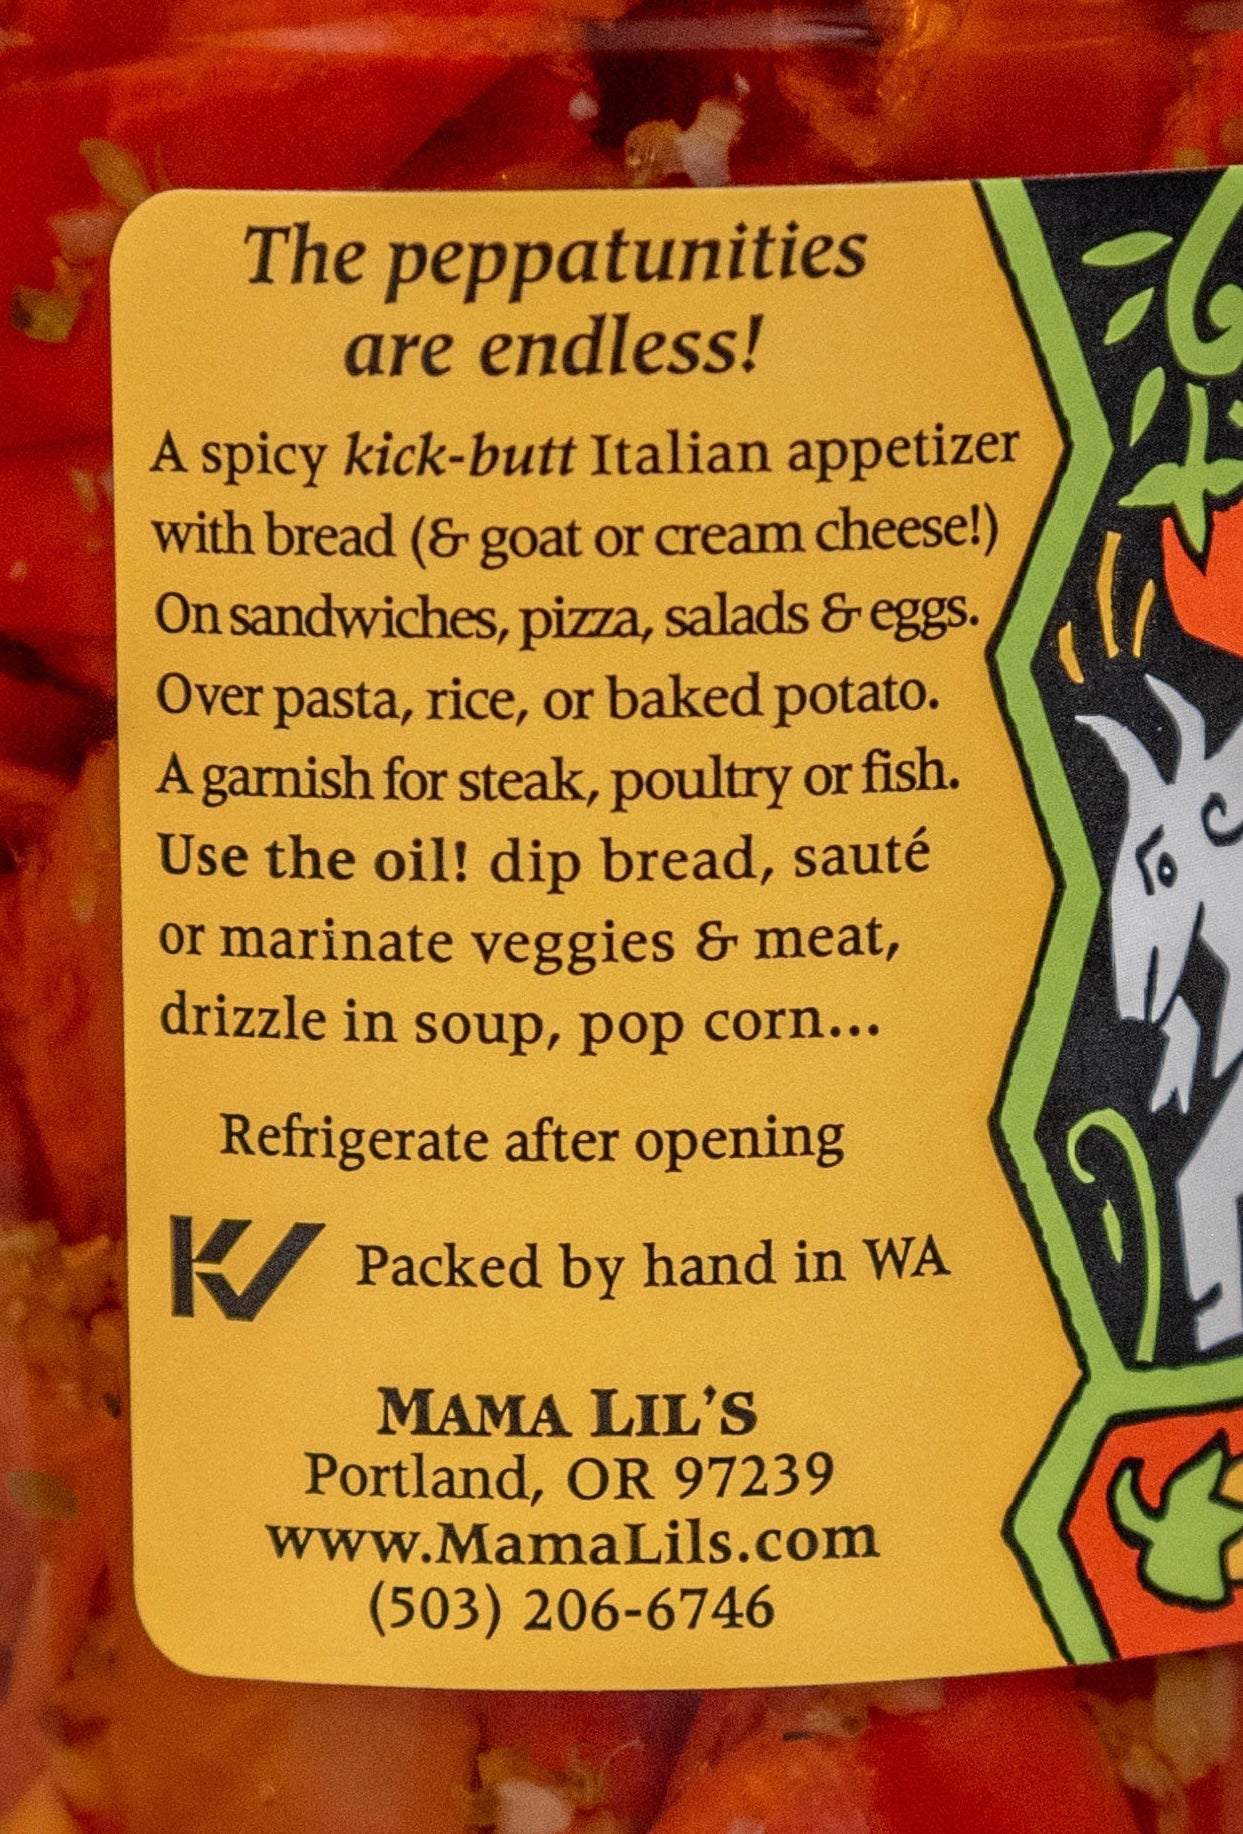 The peppatunities
are endless!
A spicy kick-butt Italian appetizer
with bread (& goat or cream cheese!)
On sandwiches, pizza, salads & eggs.
Over pasta, rice, or baked potato.
A garnish for steak, poultry or fish.
Use the oil! dip bread, sauté
or marinate veggies & meat,
drizzle in soup, pop corn...
Refrigerate after opening
KV Packed by hand in WA
MAMA LIL'S
Portland, OR 97239
www.MamaLils.com
(503) 206-6746